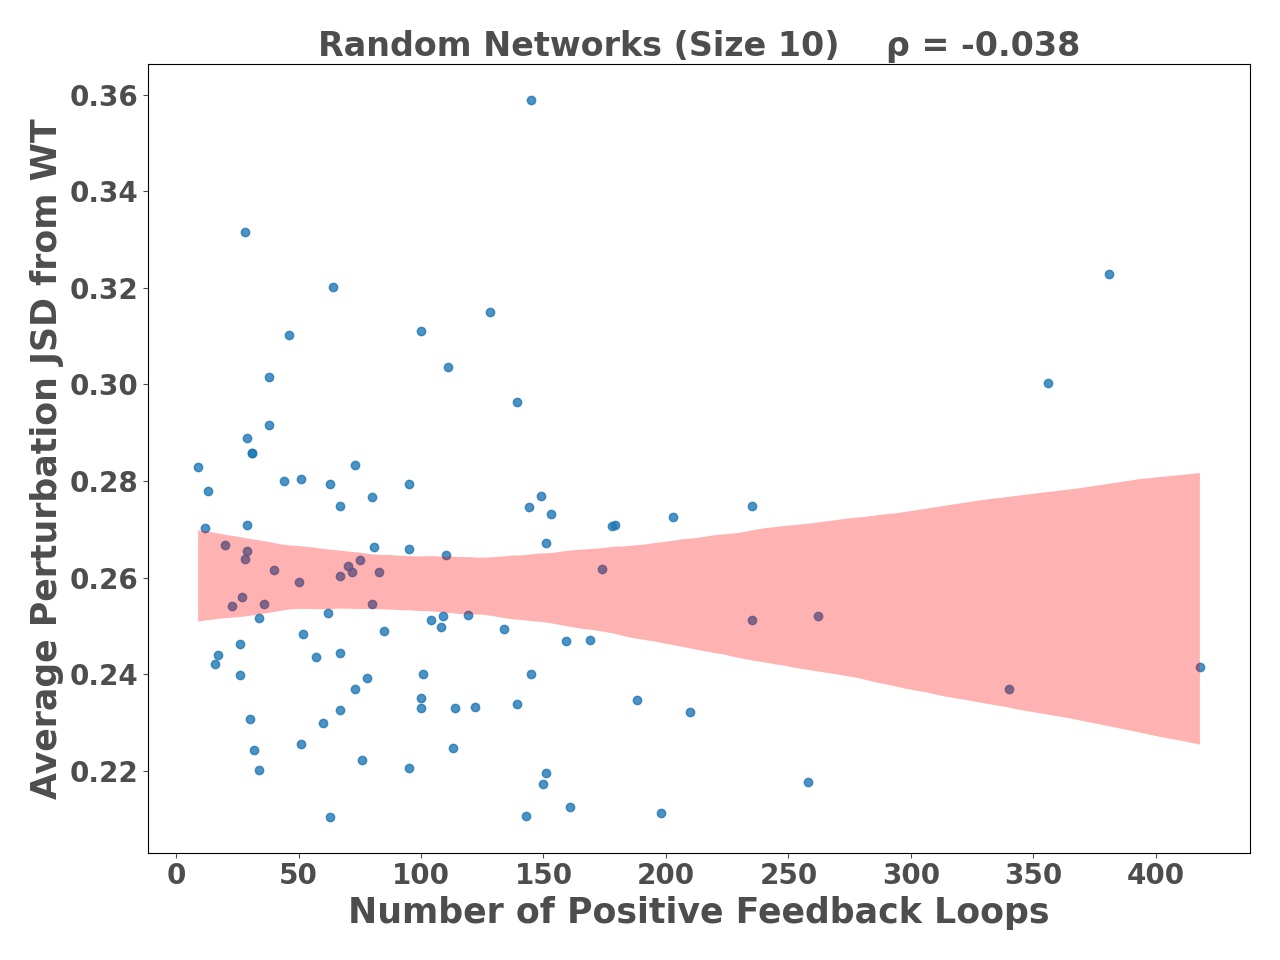 Random Networks (Size 10)    ρ = -0.038
Average Perturbation JSD from WT
0.36
0.34
0.32
0.30
0.28
0.26
0.24
0.22
0 50 100 150 200 250 300 350 400
Number of Positive Feedback Loops